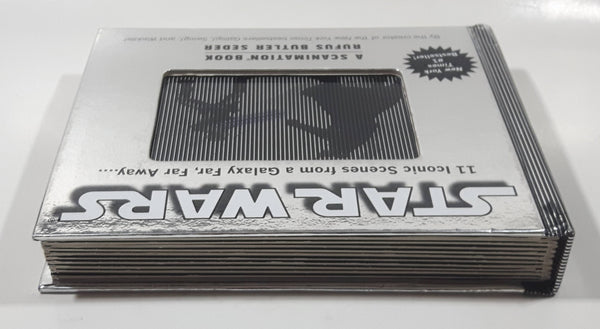 STAR WARS
11 Iconic Scenes from a Galaxy Far, Far Away....
A SCANIMATION® BOOK
RUFUS BUTLER SEDER
By the creator of the New York Times bestsellers Gallop!, Swing!, and Waddle!
New York
Times
Bestseller!